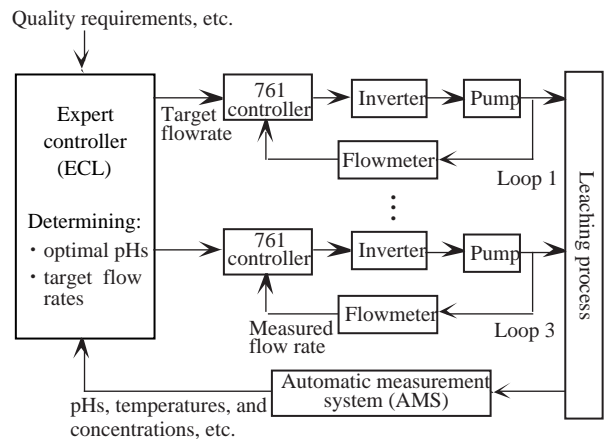 Quality requirements, etc.
Expert
controller
(ECL)
Determining:
・ optimal pHs
・ target flow
rates
Target
flowrate
761
controller
Inverter
Pump
Flowmeter
Loop 1
761
controller
Inverter
Pump
Flowmeter
Measured
flow rate
Loop 3
Leaching process
Automatic measurement
system (AMS)
pHs, temperatures, and
concentrations, etc.